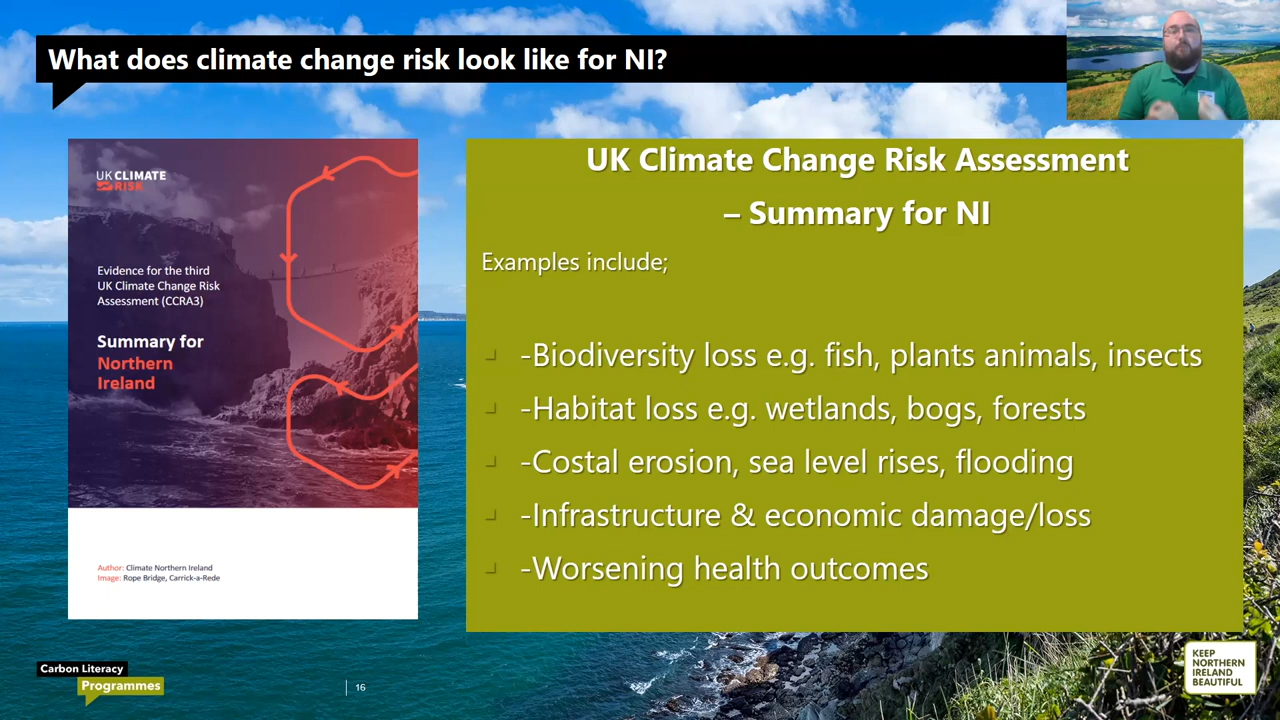 What does climate change risk look like for NI?
UK CLIMATE
RISK
Evidence for the third
UK Climate Change Risk
Assessment (CCRA3)
Summary for
Northern
Ireland
Author: Climate Northern Ireland
Image: Rope Bridge, Carrick-a-Rede
UK Climate Change Risk Assessment
– Summary for NI
Examples include;
-Biodiversity loss e.g. fish, plants animals, insects
-Habitat loss e.g. wetlands, bogs, forests
-Costal erosion, sea level rises, flooding
-Infrastructure & economic damage/loss
-Worsening health outcomes
Carbon Literacy
Programmes
16
KEEP
NORTHERN
IRELAND
BEAUTIFUL